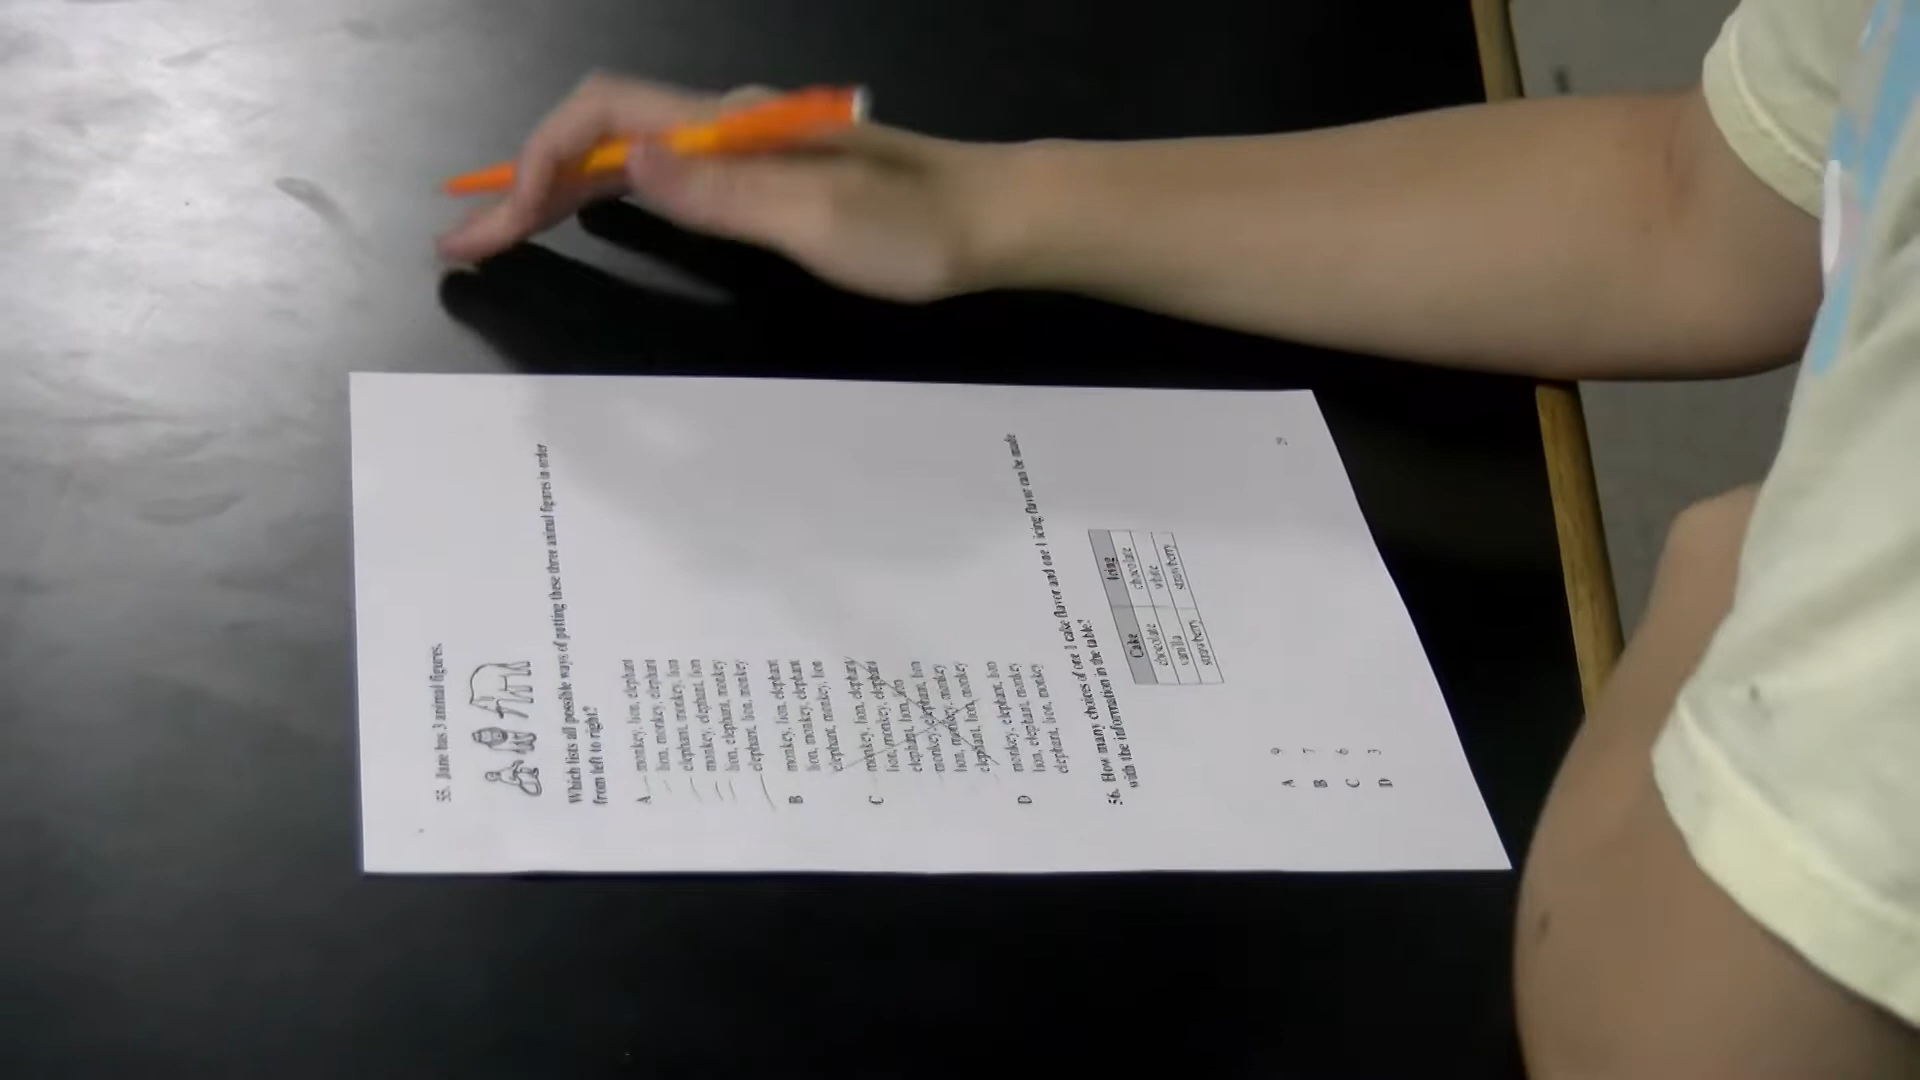 55. Jane has 3 animal figures.
Which lists all possible ways of putting these three animal figures in order
from left to right?
A monkey, lion, elephant
lion, monkey, elephant
elephant, monkey, lion
monkey, elephant, lion
lion, elephant, monkey
elephant, lion, monkey
B monkey, lion, elephant
lion, monkey, elephant
elephant, monkey, lion
C monkey, lion, elephant
lion, monkey, elephant
elephant, lion, lion
monkey, elephant, lion
lion, monkey, monkey
elephant, lion, monkey
D monkey, elephant, lion
lion, elephant, monkey
elephant, lion, monkey
56. How many choices of one 1 cake flavor and one 1 icing flavor can be made
with the information in the table?
Cake Icing
chocolate chocolate
vanilla white
strawberry strawberry
A 9
B 7
C 6
D 3
29